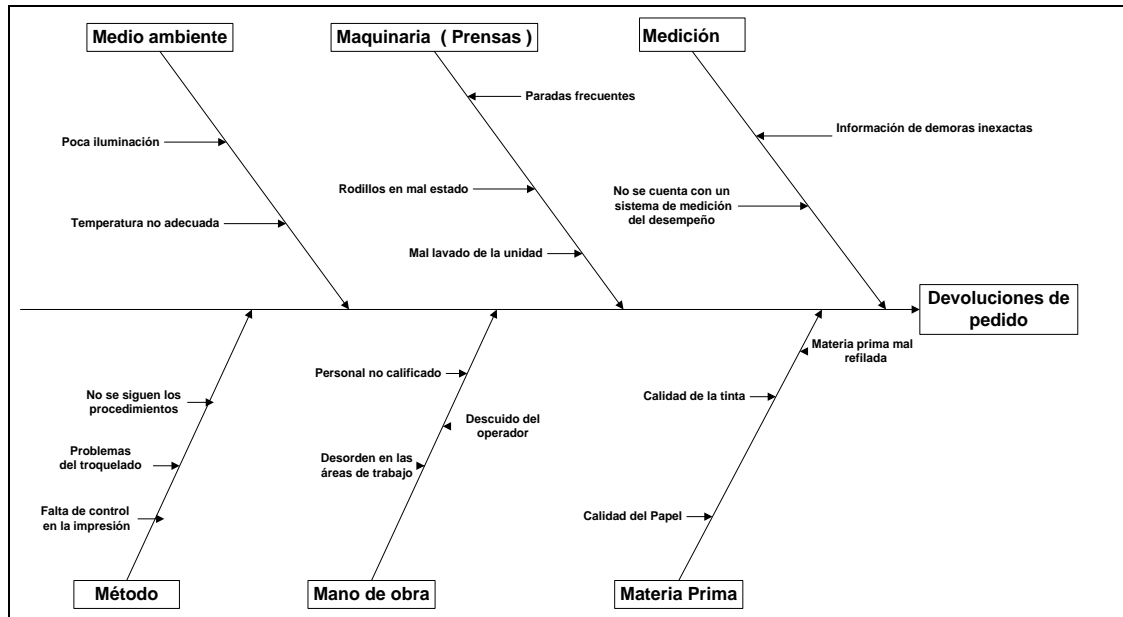 Medio ambiente
Maquinaria ( Prensas )
Medición
Paradas frecuentes
Información de demoras inexactas
Poca iluminación
Rodillos en mal estado
No se cuenta con un
sistema de medición
del desempeño
Temperatura no adecuada
Mal lavado de la unidad
Devoluciones de
pedido
Materia prima mal
refilada
Personal no calificado
No se siguen los
procedimientos
Calidad de la tinta
Descuido del
operador
Problemas
del troquelado
Desorden en las
áreas de trabajo
Falta de control
en la impresión
Calidad del Papel
Método
Mano de obra
Materia Prima